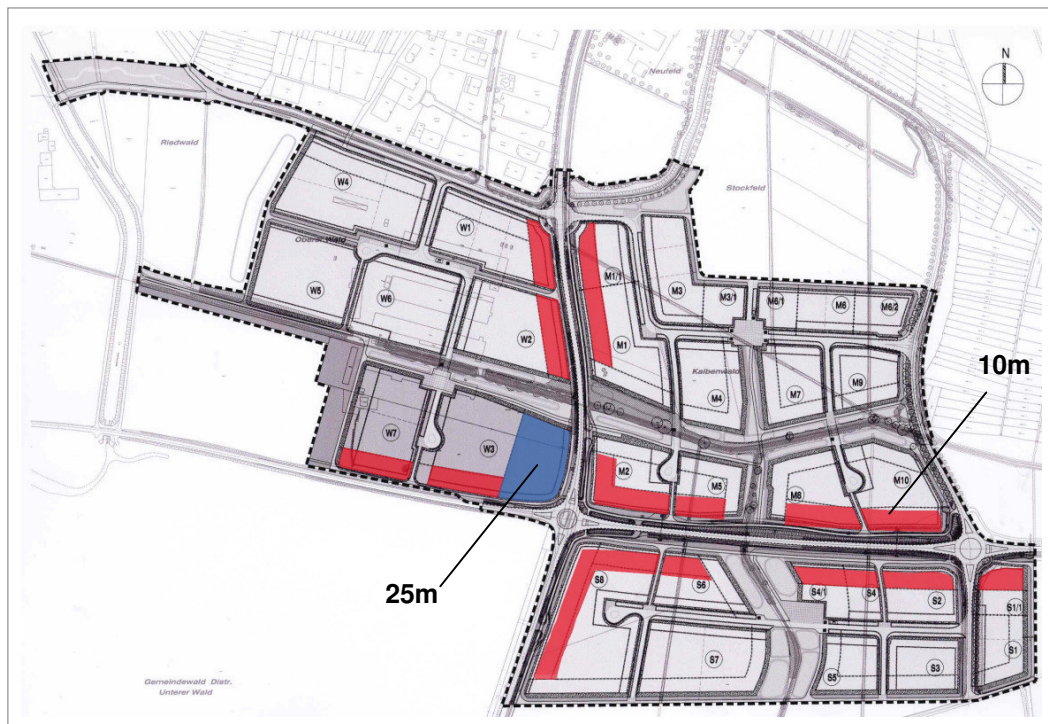 N
Neufeld
Riedwald
Stockfeld
W4
W1
Oberer Wald
M1/1
M3
M3/1
M6/1
M6
M6/2
W5
W6
W2
M1
Kaibenwald
M4
M7
M9
10m
W7
W3
M2
M5
M8
M10
25m
S8
S6
S4/1
S4
S2
S1/1
S7
S5
S3
S1
Gemeindewald Distr.
Unterer Wald